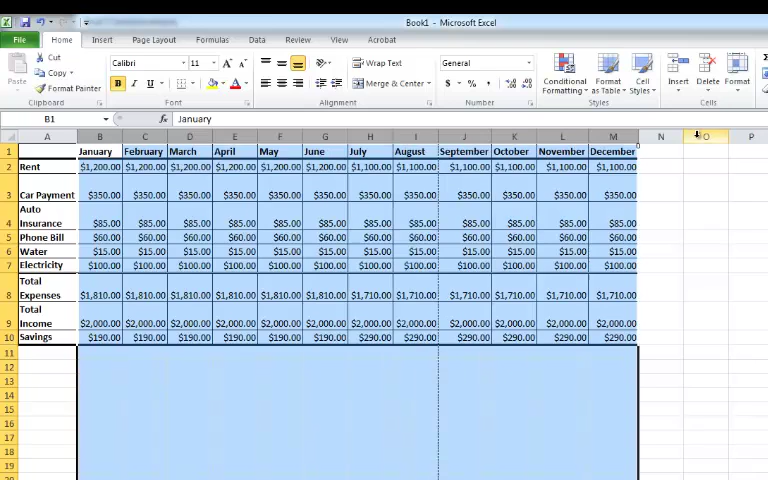 Book1 - Microsoft Excel
File Home Insert Page Layout Formulas Data Review View Acrobat
Cut
Copy
Format Painter
Paste
Clipboard
Calibri 11
B I U
Font
Wrap Text
Merge & Center
Alignment
General
$ % ,
Number
Conditional Formatting
Format as Table
Cell Styles
Styles
Insert Delete Format
Cells
B1 fx January
A B C D E F G H I J K L M N O P
1 January February March April May June July August September October November December
2 Rent $1,200.00 $1,200.00 $1,200.00 $1,200.00 $1,200.00 $1,200.00 $1,100.00 $1,100.00 $1,100.00 $1,100.00 $1,100.00 $1,100.00
3 Car Payment $350.00 $350.00 $350.00 $350.00 $350.00 $350.00 $350.00 $350.00 $350.00 $350.00 $350.00 $350.00
Auto
4 Insurance $85.00 $85.00 $85.00 $85.00 $85.00 $85.00 $85.00 $85.00 $85.00 $85.00 $85.00 $85.00
5 Phone Bill $60.00 $60.00 $60.00 $60.00 $60.00 $60.00 $60.00 $60.00 $60.00 $60.00 $60.00 $60.00
6 Water $15.00 $15.00 $15.00 $15.00 $15.00 $15.00 $15.00 $15.00 $15.00 $15.00 $15.00 $15.00
7 Electricity $100.00 $100.00 $100.00 $100.00 $100.00 $100.00 $100.00 $100.00 $100.00 $100.00 $100.00 $100.00
Total
8 Expenses $1,810.00 $1,810.00 $1,810.00 $1,810.00 $1,810.00 $1,810.00 $1,710.00 $1,710.00 $1,710.00 $1,710.00 $1,710.00 $1,710.00
Total
9 Income $2,000.00 $2,000.00 $2,000.00 $2,000.00 $2,000.00 $2,000.00 $2,000.00 $2,000.00 $2,000.00 $2,000.00 $2,000.00 $2,000.00
10 Savings $190.00 $190.00 $190.00 $190.00 $190.00 $190.00 $290.00 $290.00 $290.00 $290.00 $290.00 $290.00
11
12
13
14
15
16
17
18
19